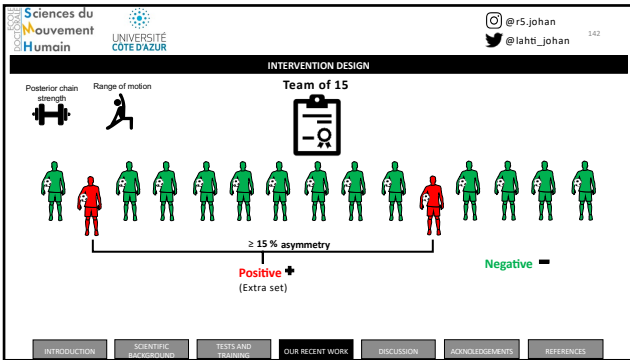 ECOLE DOCTORALE
Sciences du
Mouvement
Humain
UNIVERSITÉ
CÔTE D'AZUR
@r5.johan
@lahti_johan
142
INTERVENTION DESIGN
Posterior chain
strength
Range of motion
Team of 15
≥ 15 % asymmetry
Positive +
(Extra set)
Negative -
INTRODUCTION
SCIENTIFIC
BACKGROUND
TESTS AND
TRAINING
OUR RECENT WORK
DISCUSSION
ACKNOLEDGEMENTS
REFERENCES